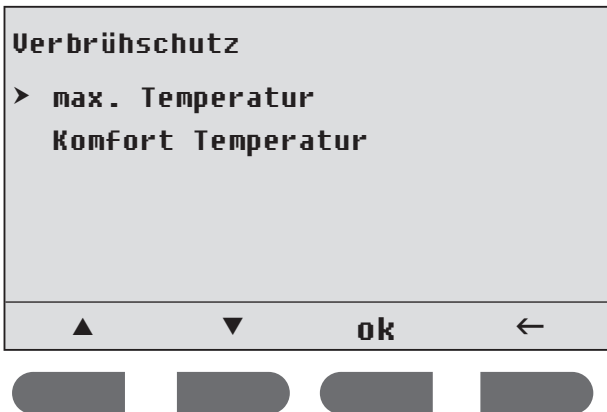 Verbrühschutz
➤ max. Temperatur
Komfort Temperatur
▲ ▼ ok ←